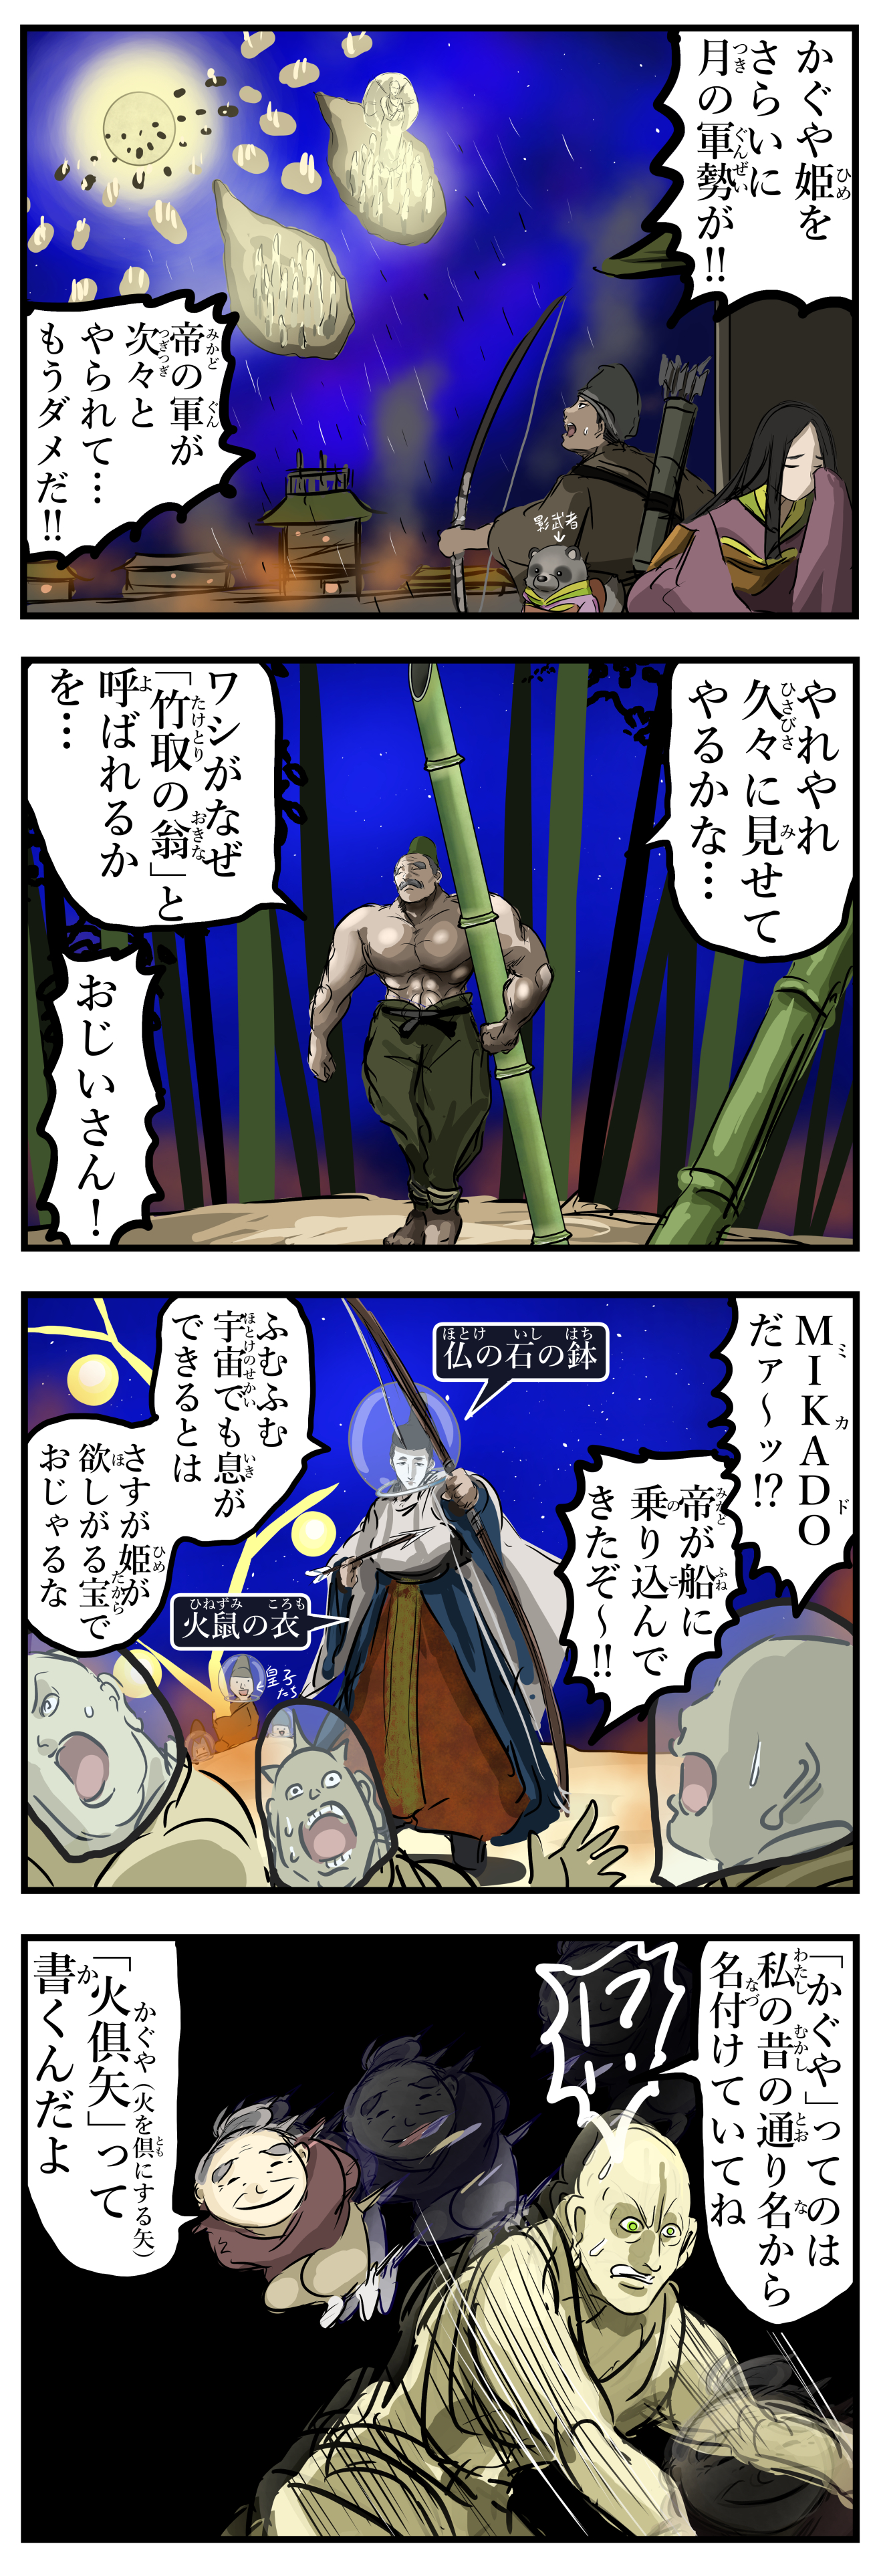 かぐや姫を
さらいに
月の軍勢が!!
影武者
帝の軍が
次々と
やられて…
もうダメだ!!
やれやれ
久々に見せて
やるかな…
ワシがなぜ
「竹取の翁」と
呼ばれるか
を…
おじいさん!
MIKADO
だァ〜ッ!?
帝が船に
乗り込んで
きたぞ〜!!
仏の石の鉢
火鼠の衣
皇子
たち
ふむふむ
宇宙でも息が
できるとは
さすが姫が
欲しがる宝で
おじゃるな
「かぐや」ってのは
私の昔の通り名から
名付けていてね
!?
かぐや(火を倶にする矢)
「火倶矢」って
書くんだよ